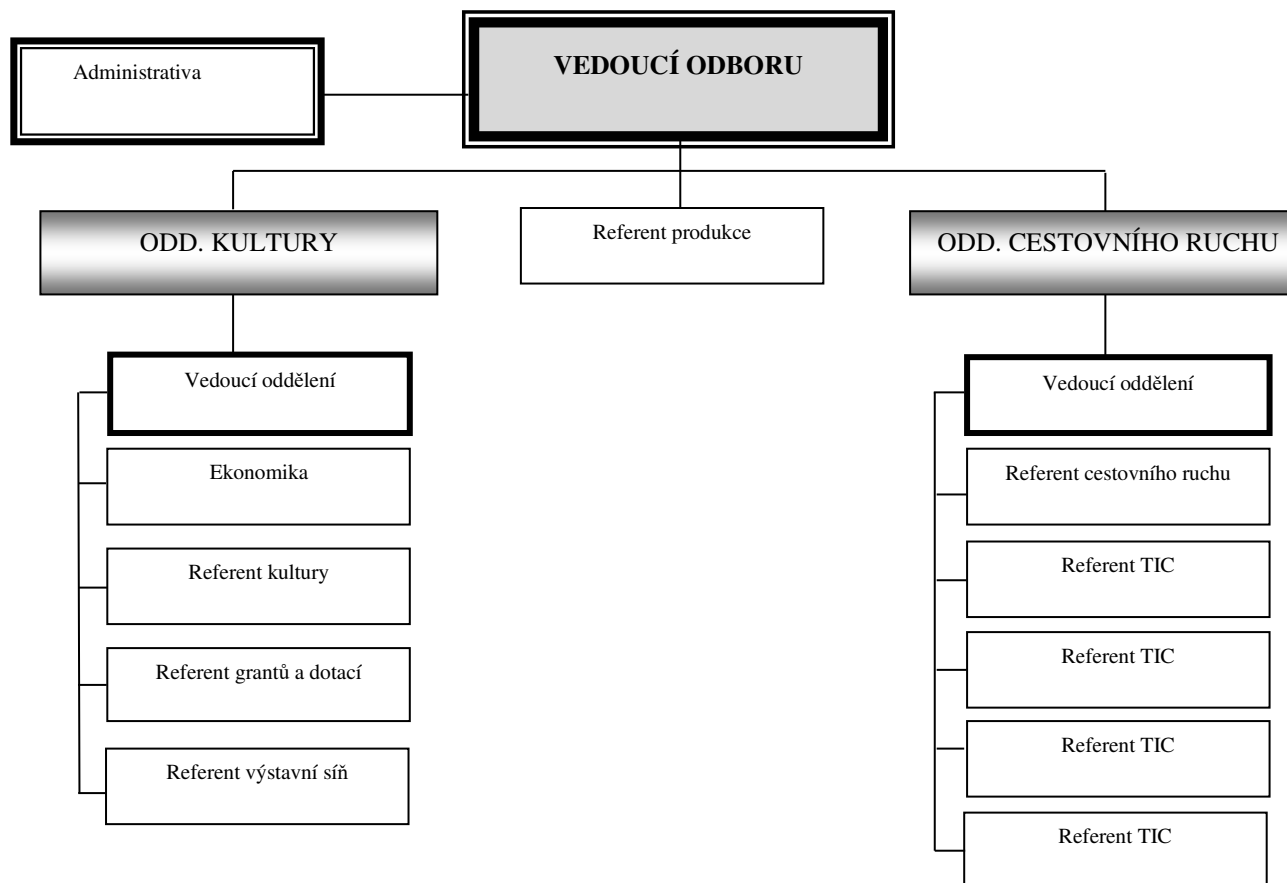 Administrativa
VEDOUCÍ ODBORU
ODD. KULTURY
Referent produkce
ODD. CESTOVNÍHO RUCHU
Vedoucí oddělení
Ekonomika
Referent kultury
Referent grantů a dotací
Referent výstavní síň
Vedoucí oddělení
Referent cestovního ruchu
Referent TIC
Referent TIC
Referent TIC
Referent TIC